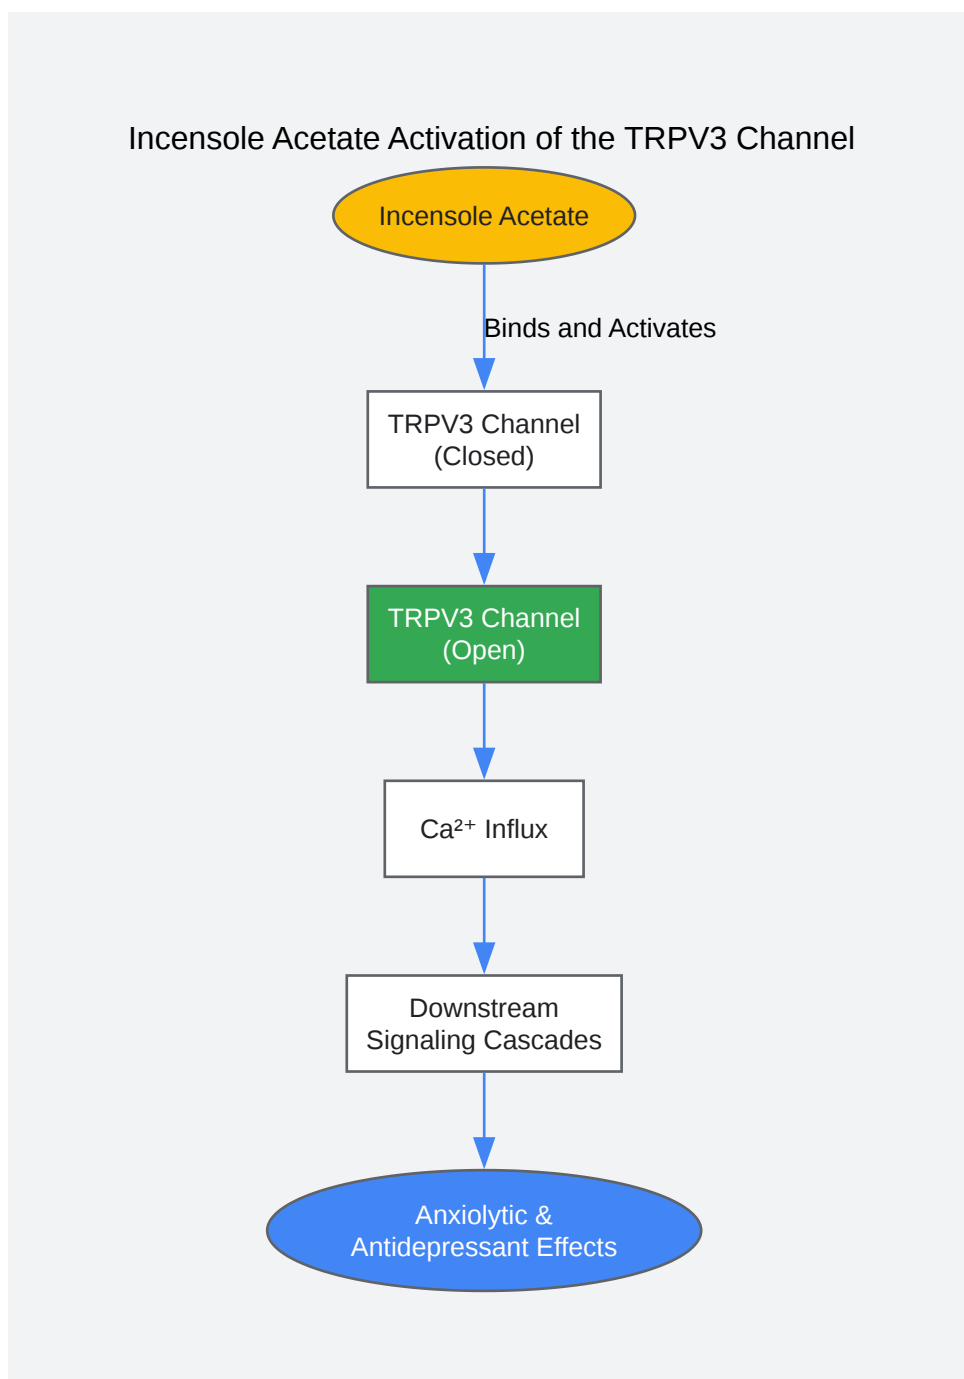 Incensole Acetate Activation of the TRPV3 Channel
Incensole Acetate
Binds and Activates
TRPV3 Channel
(Closed)
TRPV3 Channel
(Open)
Ca²⁺ Influx
Downstream
Signaling Cascades
Anxiolytic &
Antidepressant Effects